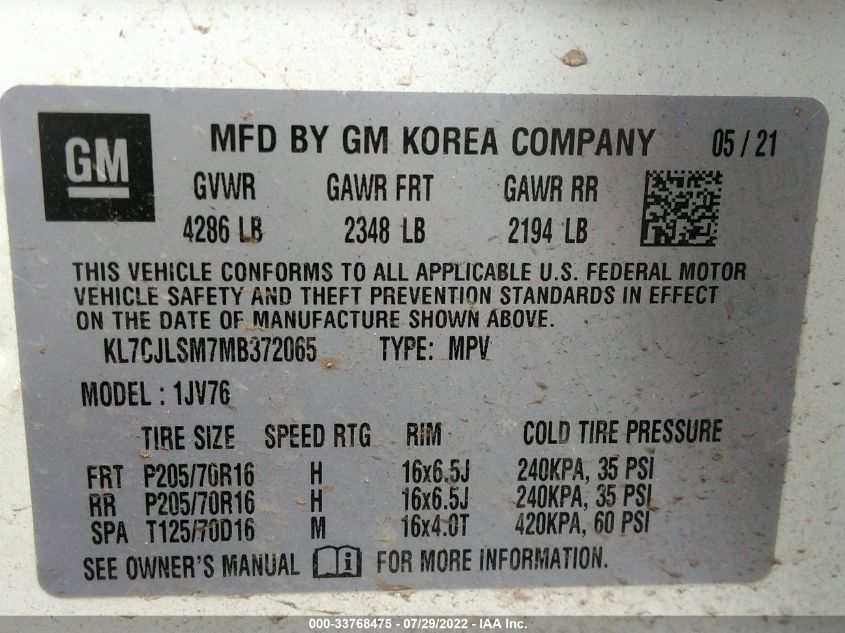 GM
MFD BY GM KOREA COMPANY 05 / 21
GVWR GAWR FRT GAWR RR
4286 LB 2348 LB 2194 LB
THIS VEHICLE CONFORMS TO ALL APPLICABLE U.S. FEDERAL MOTOR
VEHICLE SAFETY AND THEFT PREVENTION STANDARDS IN EFFECT
ON THE DATE OF MANUFACTURE SHOWN ABOVE.
KL7CJLSM7MB372065 TYPE: MPV
MODEL : 1JV76
TIRE SIZE SPEED RTG RIM COLD TIRE PRESSURE
FRT P205/70R16 H 16x6.5J 240KPA, 35 PSI
RR P205/70R16 H 16x6.5J 240KPA, 35 PSI
SPA T125/70D16 M 16x4.0T 420KPA, 60 PSI
SEE OWNER'S MANUAL FOR MORE INFORMATION.
000-33768475 - 07/29/2022 - IAA Inc.